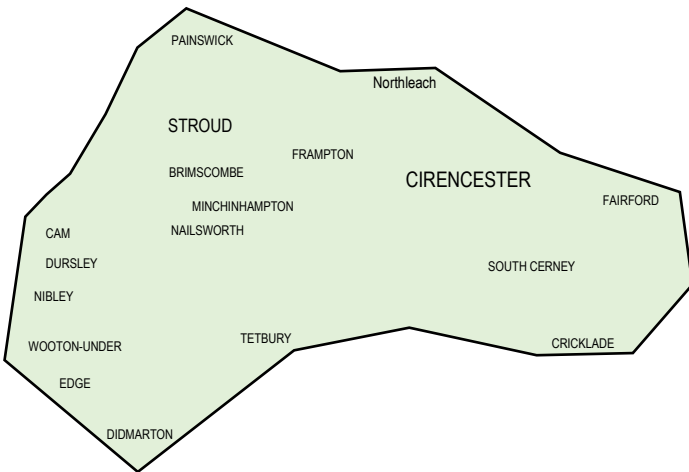 PAINSWICK
Northleach
STROUD
FRAMPTON
BRIMSCOMBE
CIRENCESTER
FAIRFORD
MINCHINHAMPTON
NAILSWORTH
CAM
DURSLEY
SOUTH CERNEY
NIBLEY
TETBURY
CRICKLADE
WOOTON-UNDER
EDGE
DIDMARTON